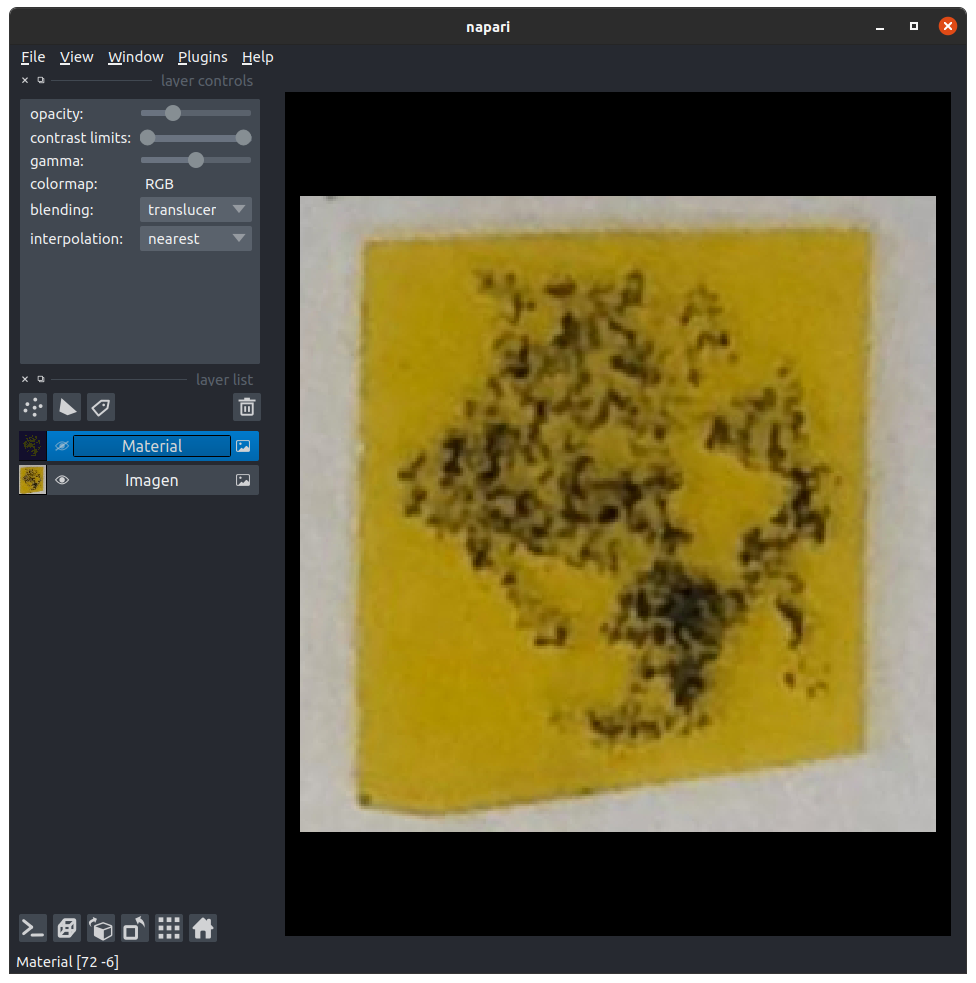 napari
File View Window Plugins Help
layer controls
opacity:
contrast limits:
gamma:
colormap: RGB
blending: translucer
interpolation: nearest
layer list
Material
Imagen
Material [72 -6]